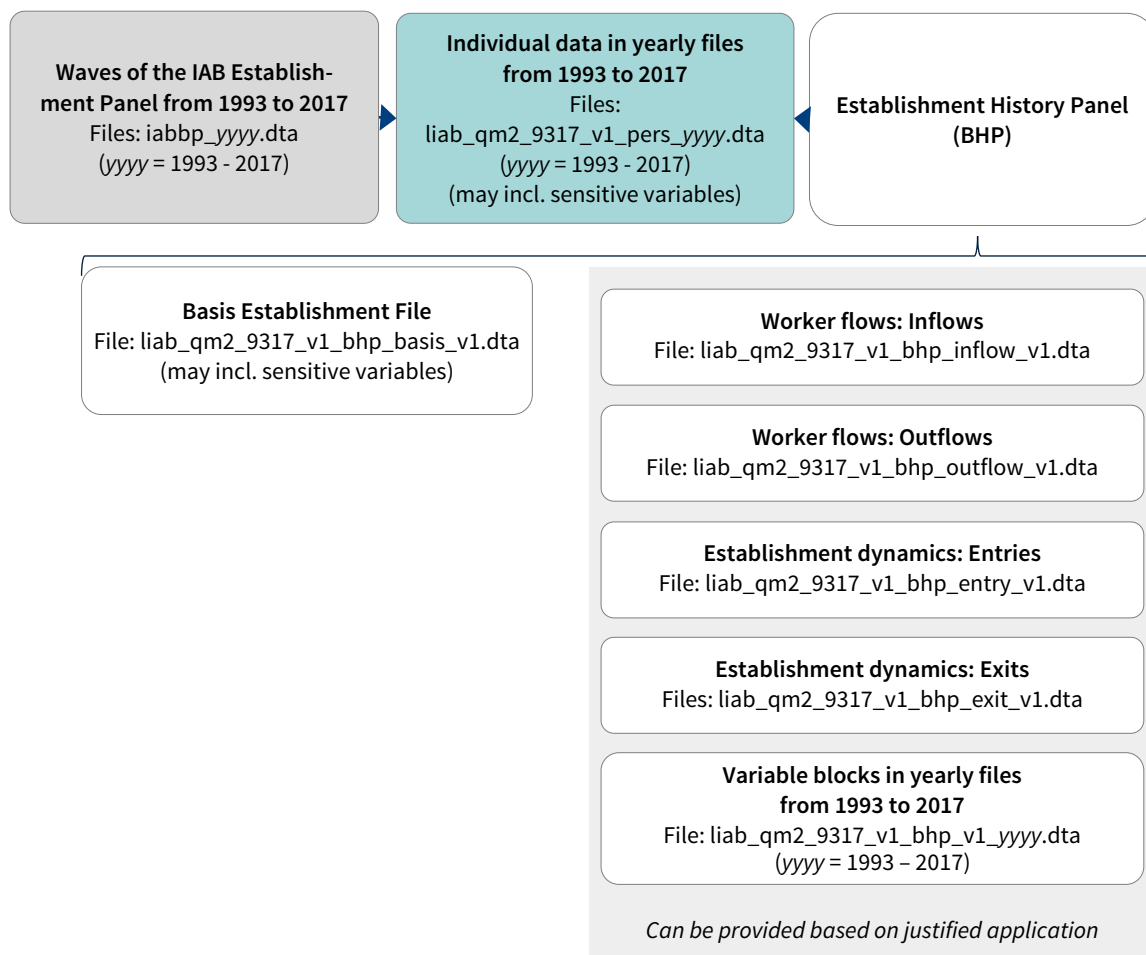 Waves of the IAB Establish-
ment Panel from 1993 to 2017
Files: iabbp_yyyy.dta
(yyyy = 1993 - 2017)
Individual data in yearly files
from 1993 to 2017
Files:
liab_qm2_9317_v1_pers_yyyy.dta
(yyyy = 1993 - 2017)
(may incl. sensitive variables)
Establishment History Panel
(BHP)
Basis Establishment File
File: liab_qm2_9317_v1_bhp_basis_v1.dta
(may incl. sensitive variables)
Worker flows: Inflows
File: liab_qm2_9317_v1_bhp_inflow_v1.dta
Worker flows: Outflows
File: liab_qm2_9317_v1_bhp_outflow_v1.dta
Establishment dynamics: Entries
File: liab_qm2_9317_v1_bhp_entry_v1.dta
Establishment dynamics: Exits
Files: liab_qm2_9317_v1_bhp_exit_v1.dta
Variable blocks in yearly files
from 1993 to 2017
File: liab_qm2_9317_v1_bhp_v1_yyyy.dta
(yyyy = 1993 – 2017)
Can be provided based on justified application